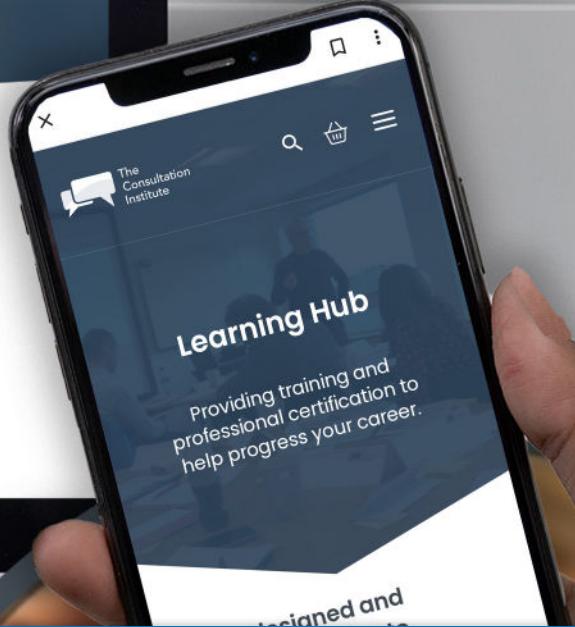 The
Consultation
Institute
Learning Hub
Providing training and
professional certification to
help progress your career.
designed and